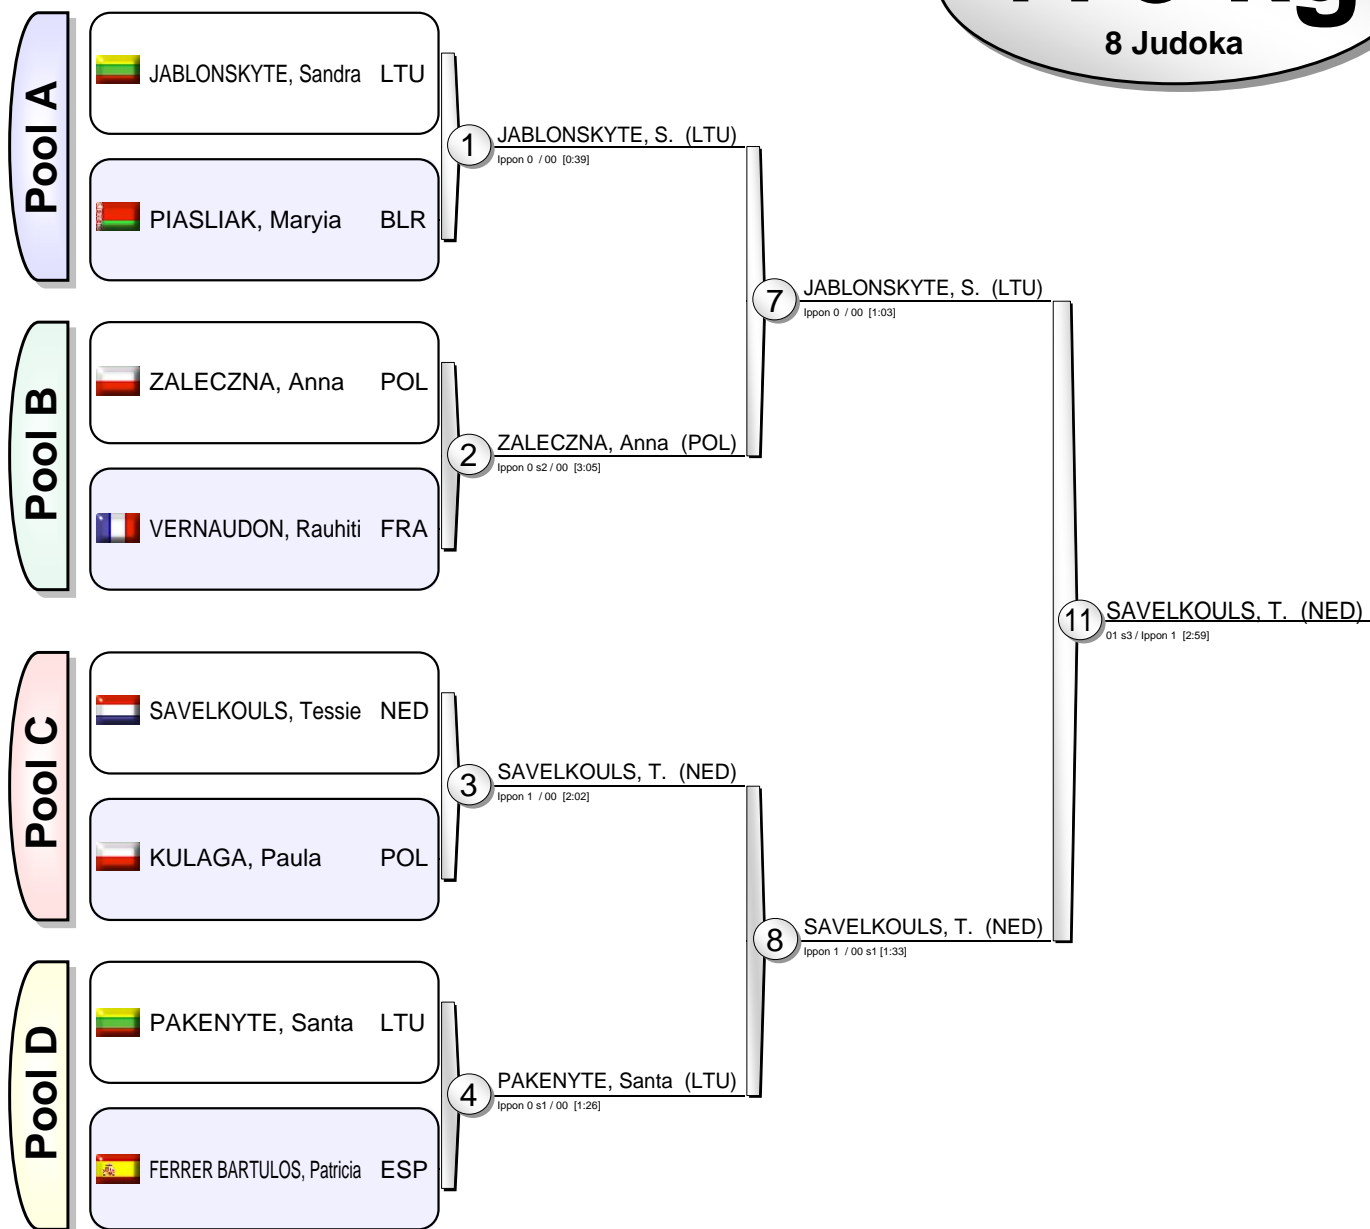 8 Judoka
Pool A
JABLONSKYTE, Sandra LTU
PIASLIAK, Maryia BLR
1 JABLONSKYTE, S. (LTU)
Ippon 0 / 00 [0:39]
Pool B
ZALECZNA, Anna POL
VERNAUDON, Rauhiti FRA
2 ZALECZNA, Anna (POL)
Ippon 0 s2 / 00 [3:05]
7 JABLONSKYTE, S. (LTU)
Ippon 0 / 00 [1:03]
Pool C
SAVELKOULS, Tessie NED
KULAGA, Paula POL
3 SAVELKOULS, T. (NED)
Ippon 1 / 00 [2:02]
Pool D
PAKENYTE, Santa LTU
FERRER BARTULOS, Patricia ESP
4 PAKENYTE, Santa (LTU)
Ippon 0 s1 / 00 [1:26]
8 SAVELKOULS, T. (NED)
Ippon 1 / 00 s1 [1:33]
11 SAVELKOULS, T. (NED)
01 s3 / Ippon 1 [2:59]